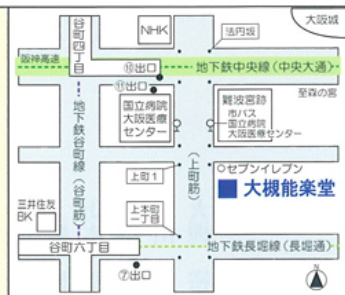 大阪城
NHK
法円坂
谷町四丁目
阪神高速
⑩出口
地下鉄中央線(中央大通)
⑪出口
至森の宮
国立病院
大阪医療
センター
難波宮跡
市バス
国立病院
大阪医療センター
地下鉄谷町線(谷町筋)
(上町筋)
上町1
セブンイレブン
大槻能楽堂
三井住友
BK
上本町
一丁目
谷町六丁目
地下鉄長堀線(長堀通)
⑦出口
N